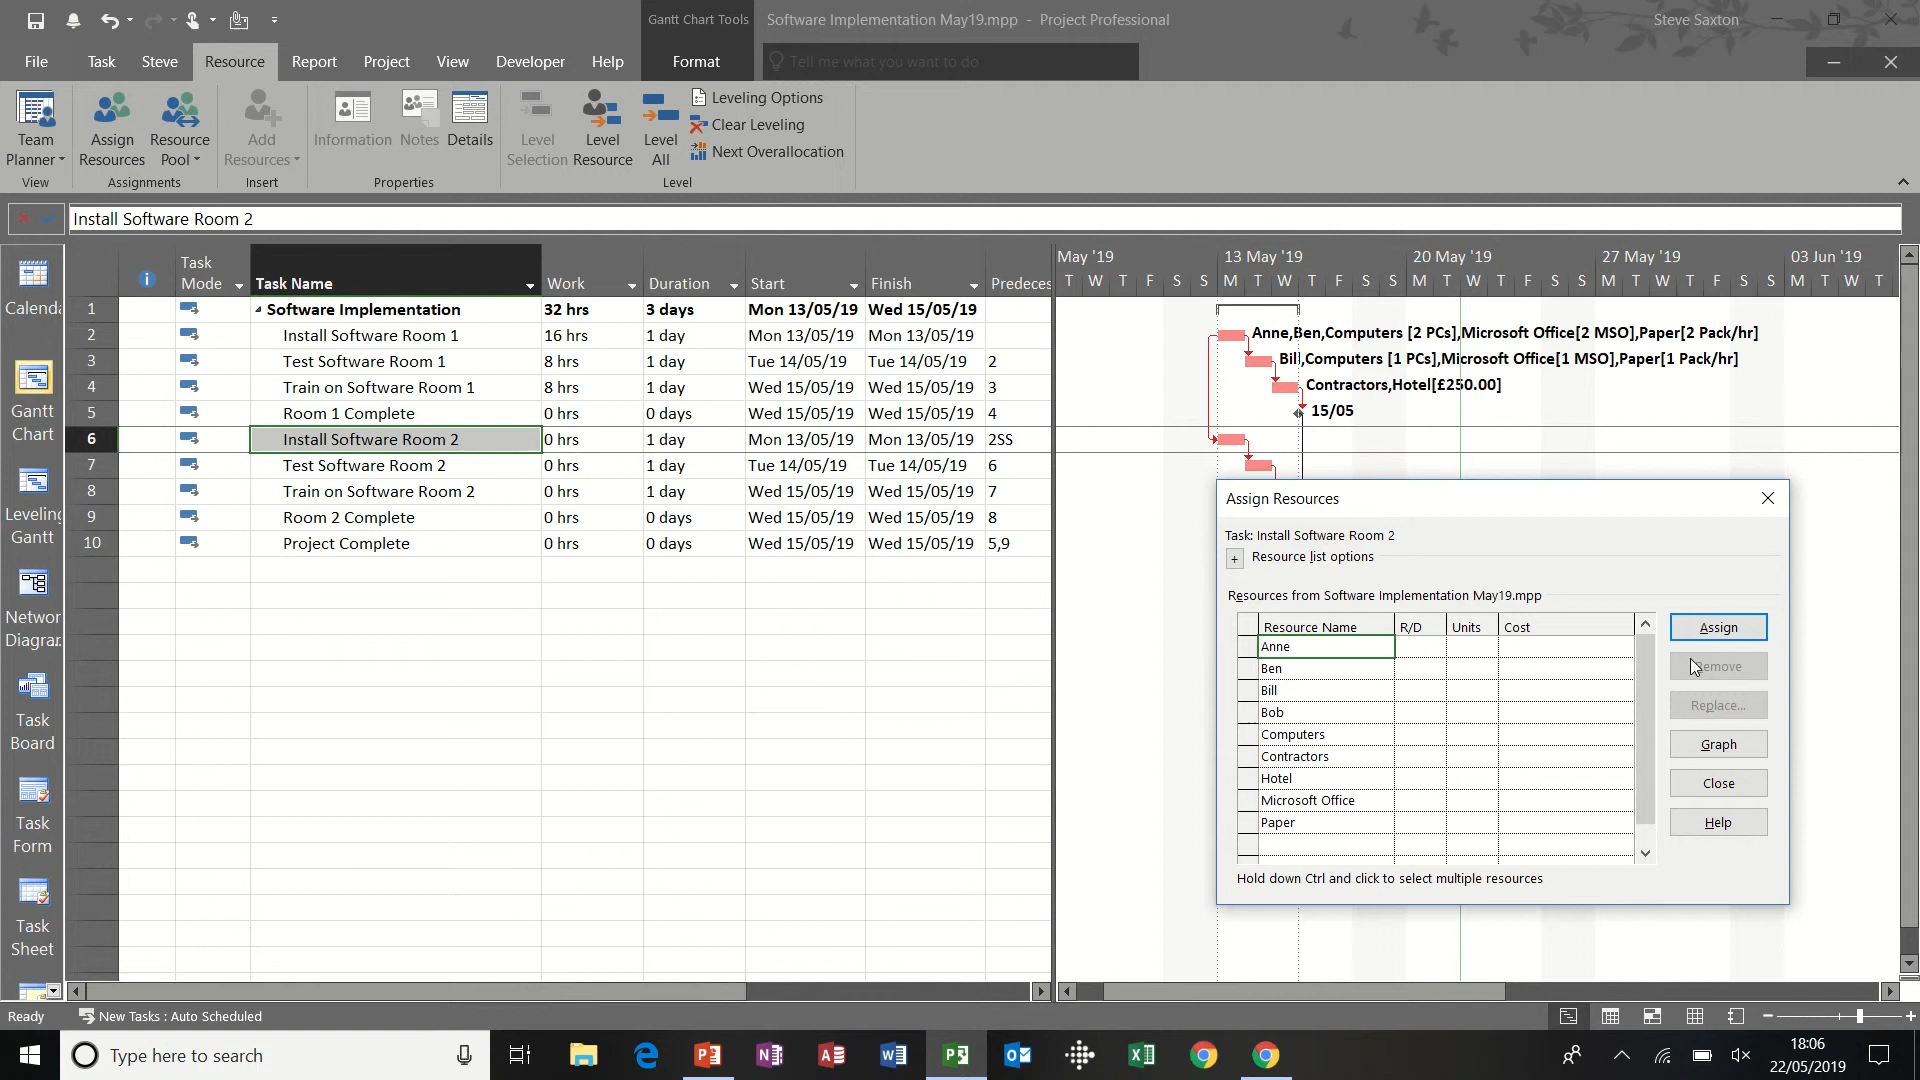 Gantt Chart Tools
Software Implementation May19.mpp - Project Professional
Steve Saxton
File Task Steve Resource Report Project View Developer Help Format
Tell me what you want to do
Team Planner
Assign Resources
Resource Pool
Add Resources
Information
Notes
Details
Level Selection
Level Resource
Level All
Leveling Options
Clear Leveling
Next Overallocation
View Assignments Insert Properties Level
Install Software Room 2
Task Mode
Task Name Work Duration Start Finish Predeces
1 Software Implementation 32 hrs 3 days Mon 13/05/19 Wed 15/05/19
2 Install Software Room 1 16 hrs 1 day Mon 13/05/19 Mon 13/05/19
3 Test Software Room 1 8 hrs 1 day Tue 14/05/19 Tue 14/05/19 2
4 Train on Software Room 1 8 hrs 1 day Wed 15/05/19 Wed 15/05/19 3
5 Room 1 Complete 0 hrs 0 days Wed 15/05/19 Wed 15/05/19 4
6 Install Software Room 2 0 hrs 1 day Mon 13/05/19 Mon 13/05/19 2SS
7 Test Software Room 2 0 hrs 1 day Tue 14/05/19 Tue 14/05/19 6
8 Train on Software Room 2 0 hrs 1 day Wed 15/05/19 Wed 15/05/19 7
9 Room 2 Complete 0 hrs 0 days Wed 15/05/19 Wed 15/05/19 8
10 Project Complete 0 hrs 0 days Wed 15/05/19 Wed 15/05/19 5,9
Calenda
Gantt
Chart
Leveling
Gantt
Networ
Diagrar
Task
Board
Task
Form
Task
Sheet
May '19 13 May '19 20 May '19 27 May '19 03 Jun '19
T W T F S S M T W T F S S M T W T F S S M T W T F S S M T W T
Anne,Ben,Computers [2 PCs],Microsoft Office[2 MSO],Paper[2 Pack/hr]
Bill,Computers [1 PCs],Microsoft Office[1 MSO],Paper[1 Pack/hr]
Contractors,Hotel[£250.00]
15/05
Assign Resources
Task: Install Software Room 2
+ Resource list options
Resources from Software Implementation May19.mpp
Resource Name R/D Units Cost
Anne
Ben
Bill
Bob
Computers
Contractors
Hotel
Microsoft Office
Paper
Assign
Remove
Replace...
Graph
Close
Help
Hold down Ctrl and click to select multiple resources
Ready New Tasks : Auto Scheduled
Type here to search
18:06
22/05/2019